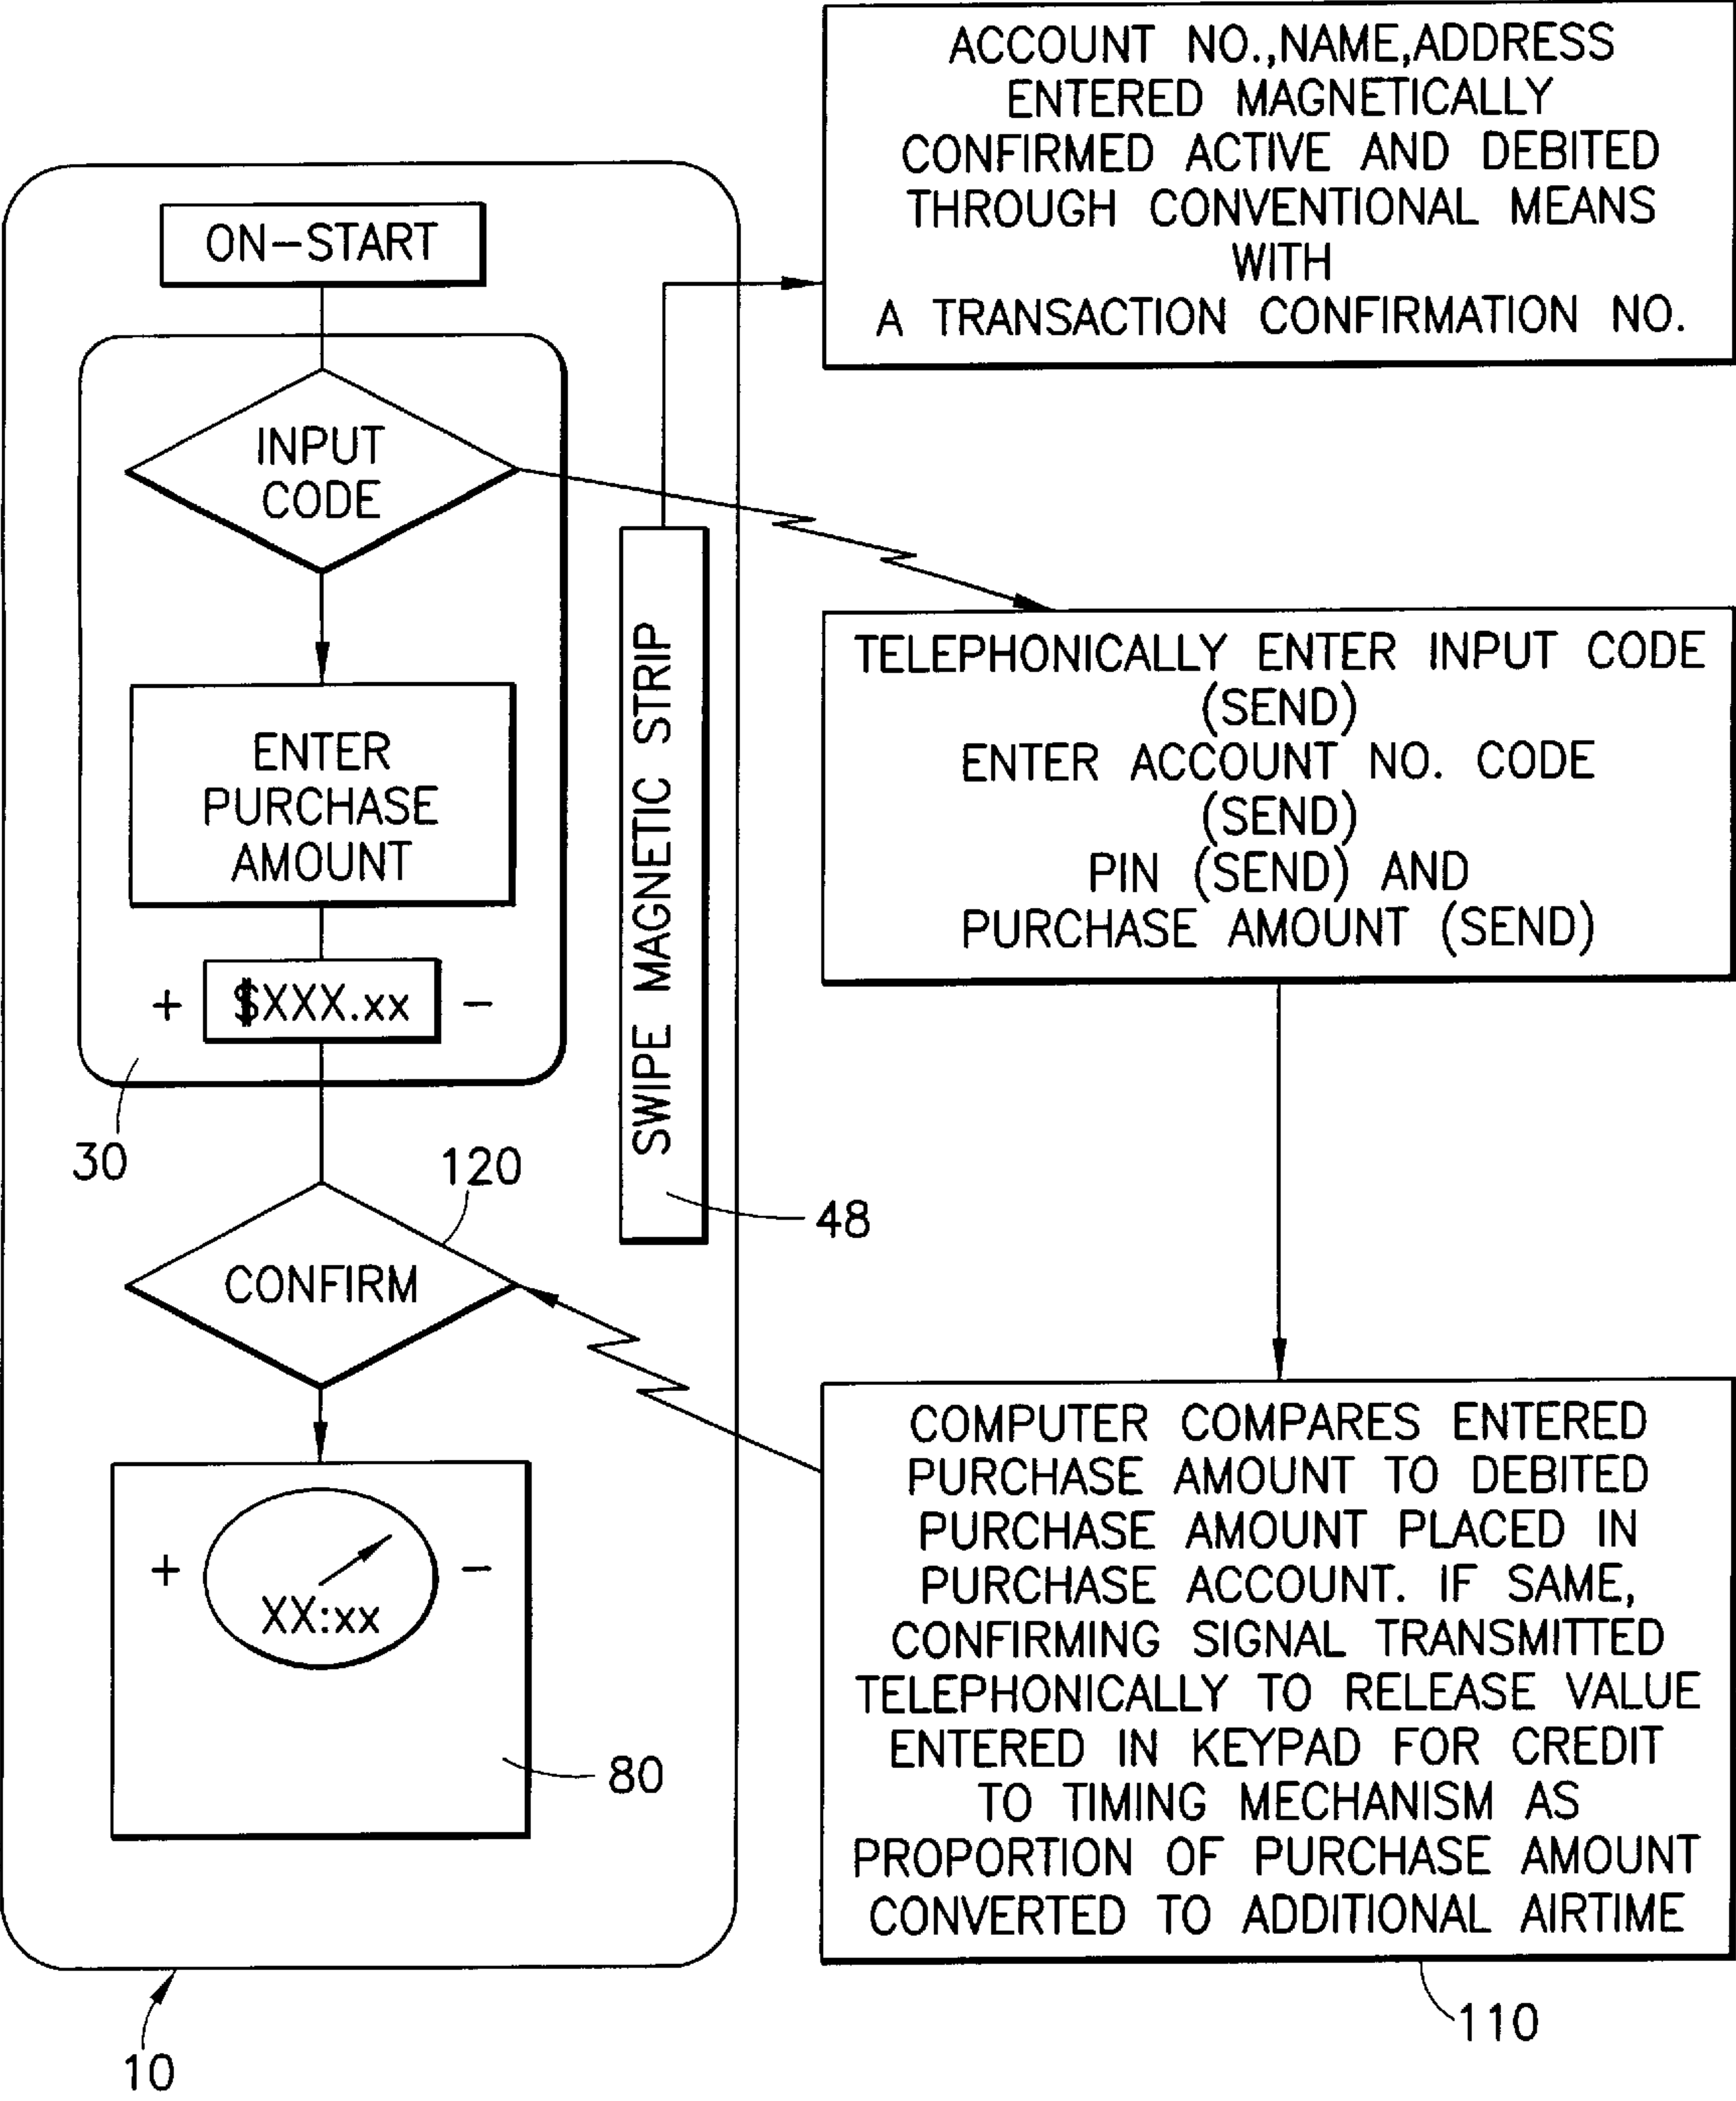 ACCOUNT NO.,NAME,ADDRESS
ENTERED MAGNETICALLY
CONFIRMED ACTIVE AND DEBITED
THROUGH CONVENTIONAL MEANS
WITH
A TRANSACTION CONFIRMATION NO.
ON-START
INPUT
CODE
ENTER
PURCHASE
AMOUNT
+ $XXX.xx -
30
SWIPE MAGNETIC STRIP
48
TELEPHONICALLY ENTER INPUT CODE
(SEND)
ENTER ACCOUNT NO. CODE
(SEND)
PIN (SEND) AND
PURCHASE AMOUNT (SEND)
120
CONFIRM
+ XX:xx -
80
COMPUTER COMPARES ENTERED
PURCHASE AMOUNT TO DEBITED
PURCHASE AMOUNT PLACED IN
PURCHASE ACCOUNT. IF SAME,
CONFIRMING SIGNAL TRANSMITTED
TELEPHONICALLY TO RELEASE VALUE
ENTERED IN KEYPAD FOR CREDIT
TO TIMING MECHANISM AS
PROPORTION OF PURCHASE AMOUNT
CONVERTED TO ADDITIONAL AIRTIME
110
10